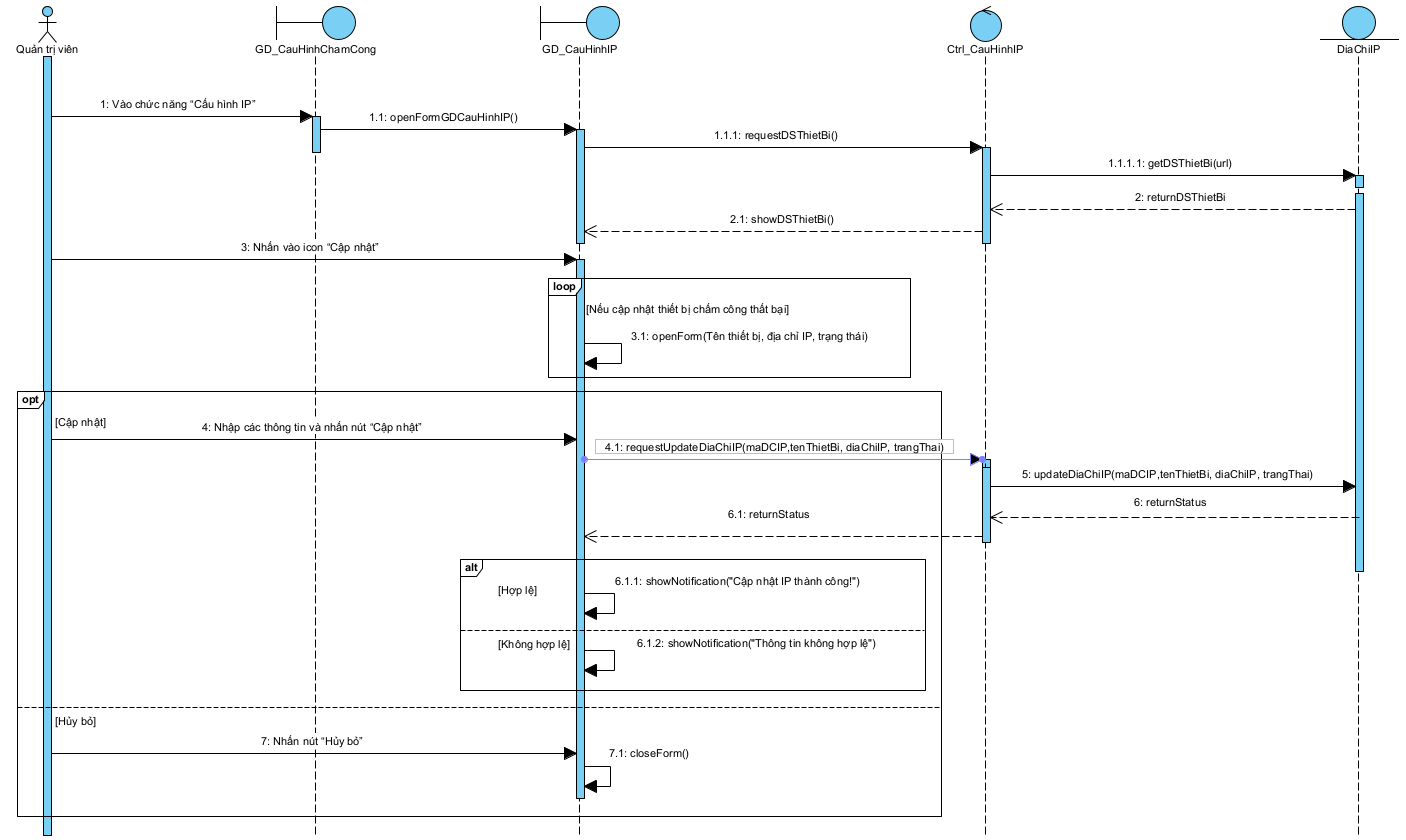 Quản trị viên
GD_CauHinhChamCong
GD_CauHinhIP
Ctrl_CauHinhIP
DiaChiIP
1: Vào chức năng “Cấu hình IP”
1.1: openFormGDCauHinhIP()
1.1.1: requestDSThietBi()
1.1.1.1: getDSThietBi(url)
2: returnDSThietBi
2.1: showDSThietBi()
3: Nhấn vào icon “Cập nhật”
loop
[Nếu cập nhật thiết bị chấm công thất bại]
3.1: openForm(Tên thiết bị, địa chỉ IP, trạng thái)
opt
[Cập nhật]
4: Nhập các thông tin và nhấn nút “Cập nhật”
4.1: requestUpdateDiaChiIP(maDCIP,tenThietBi, diaChiIP, trangThai)
5: updateDiaChiIP(maDCIP,tenThietBi, diaChiIP, trangThai)
6: returnStatus
6.1: returnStatus
alt
[Hợp lệ]
6.1.1: showNotification("Cập nhật IP thành công!")
[Không hợp lệ]
6.1.2: showNotification("Thông tin không hợp lệ")
[Hủy bỏ]
7: Nhấn nút “Hủy bỏ”
7.1: closeForm()